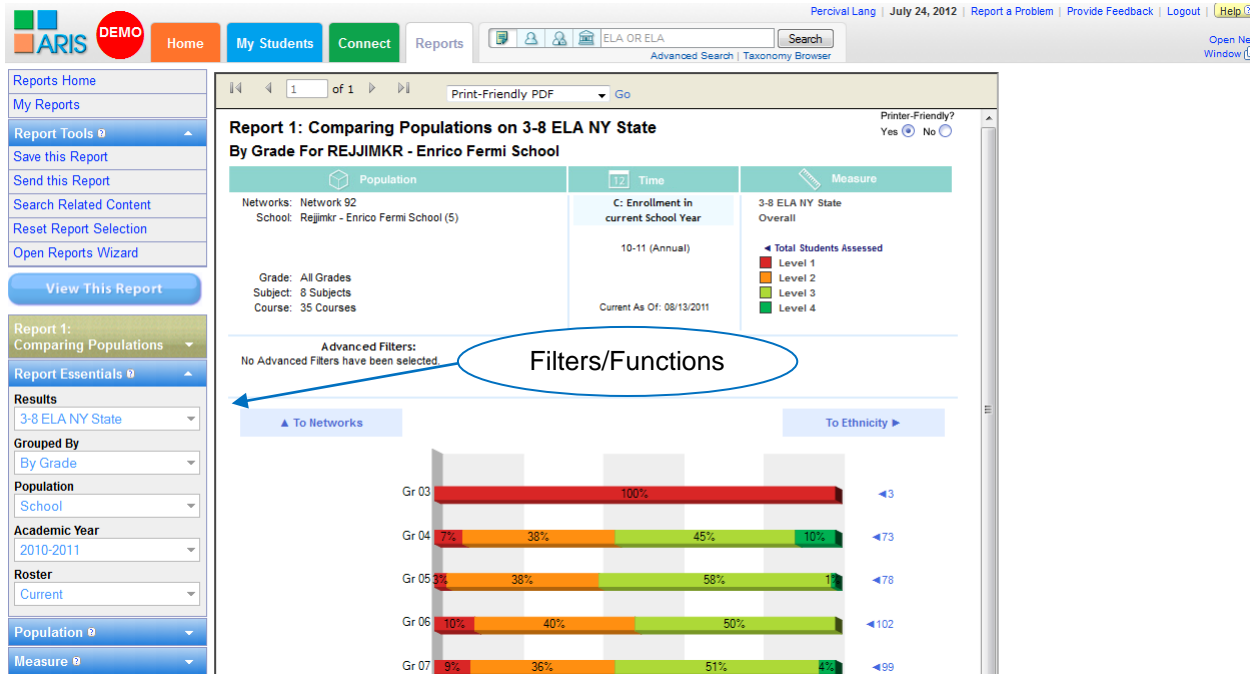 Percival Lang | July 24, 2012 | Report a Problem | Provide Feedback | Logout | Help
ARIS DEMO Home My Students Connect Reports ELA OR ELA Search
Advanced Search | Taxonomy Browser
Open Ne
Window
Reports Home
My Reports
Report Tools
Save this Report
Send this Report
Search Related Content
Reset Report Selection
Open Reports Wizard
View This Report
Report 1:
Comparing Populations
Report Essentials
Results
3-8 ELA NY State
Grouped By
By Grade
Population
School
Academic Year
2010-2011
Roster
Current
Population
Measure
1 of 1 Print-Friendly PDF Go
Report 1: Comparing Populations on 3-8 ELA NY State
By Grade For REJJIMKR - Enrico Fermi School
Printer-Friendly?
Yes No
Population 12 Time Measure
Networks: Network 92
School: Rejjimkr - Enrico Fermi School (5)
Grade: All Grades
Subject: 8 Subjects
Course: 35 Courses
C: Enrollment in
current School Year
10-11 (Annual)
Current As Of: 08/13/2011
3-8 ELA NY State
Overall
◄ Total Students Assessed
Level 1
Level 2
Level 3
Level 4
Advanced Filters:
No Advanced Filters have been selected.
Filters/Functions
▲ To Networks To Ethnicity ►
Gr 03 100% ◄3
Gr 04 7% 38% 45% 10% ◄73
Gr 05 3% 38% 58% 1% ◄78
Gr 06 10% 40% 50% ◄102
Gr 07 9% 36% 51% 4% ◄99